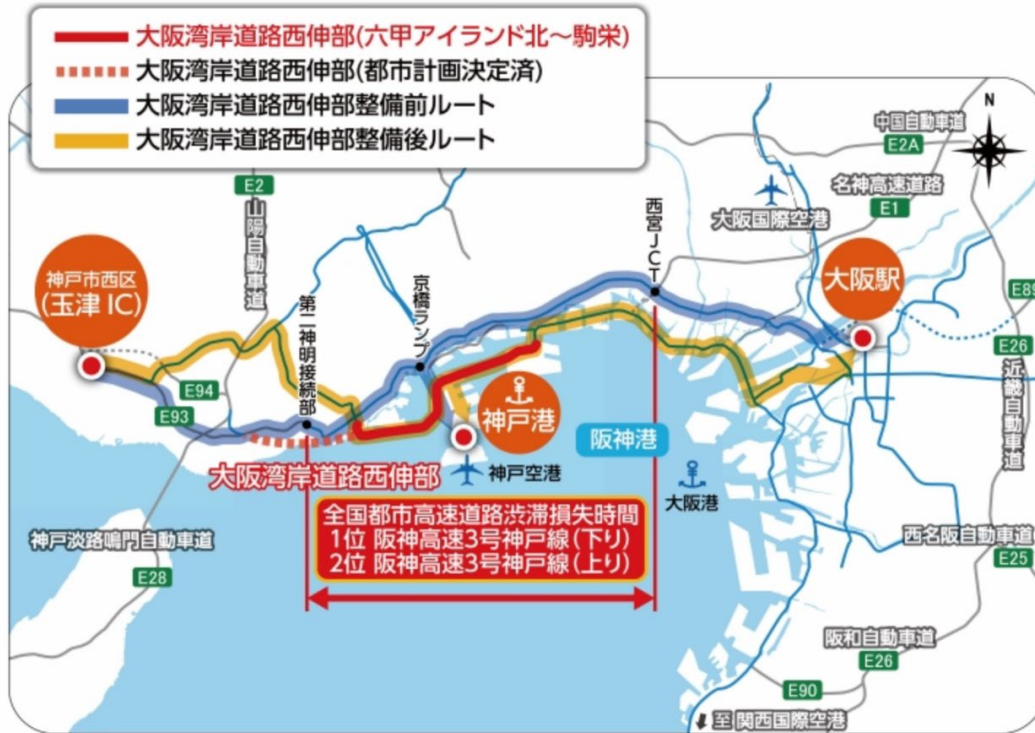 大阪湾岸道路西伸部(六甲アイランド北～駒栄)
大阪湾岸道路西伸部(都市計画決定済)
大阪湾岸道路西伸部整備前ルート
大阪湾岸道路西伸部整備後ルート
N
中国自動車道
E2A
名神高速道路
E1
大阪国際空港
E2
山陽自動車道
西宮JCT
神戸市西区
(玉津 IC)
第二神明接続部
京橋ランプ
大阪駅
E89
E26
近畿自動車道
E94
E93
神戸港
阪神港
大阪湾岸道路西伸部
神戸空港
大阪港
全国都市高速道路渋滞損失時間
1位 阪神高速3号神戸線(下り)
2位 阪神高速3号神戸線(上り)
神戸淡路鳴門自動車道
E28
西名阪自動車道
E25
阪和自動車道
E26
E90
至 関西国際空港